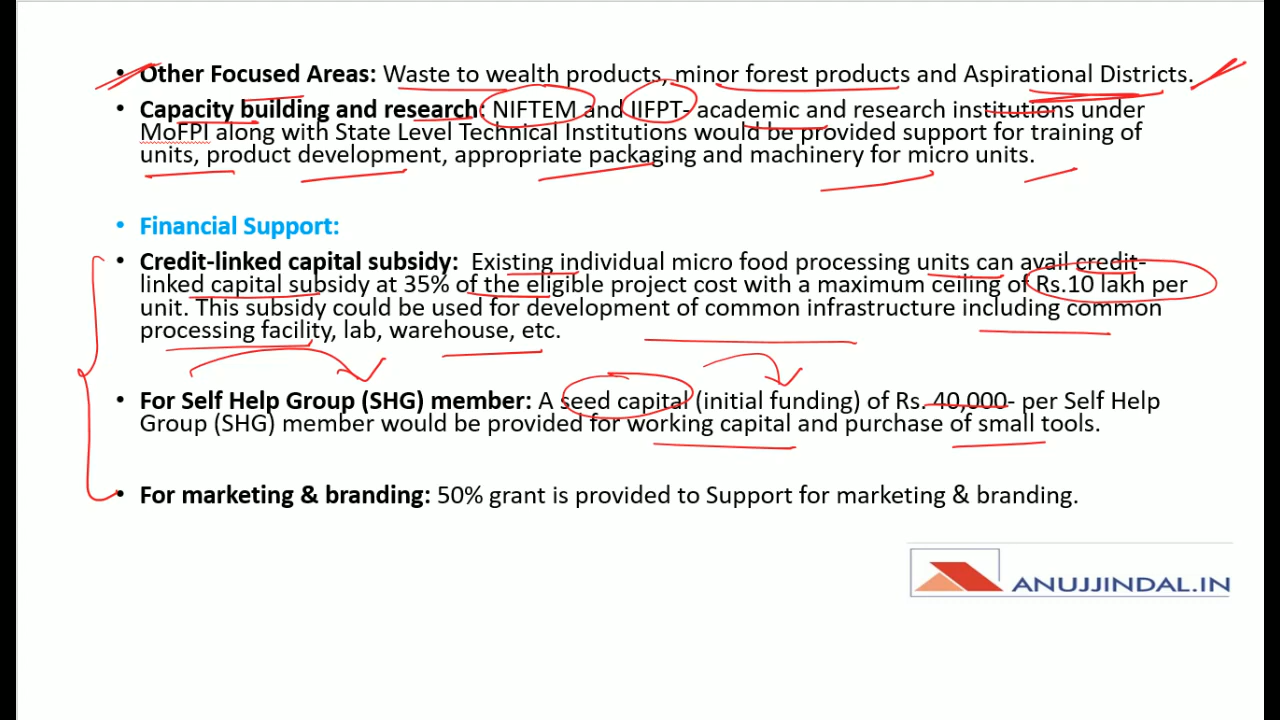 • Other Focused Areas: Waste to wealth products, minor forest products and Aspirational Districts.
• Capacity building and research: NIFTEM and IIFPT- academic and research institutions under
MoFPI along with State Level Technical Institutions would be provided support for training of
units, product development, appropriate packaging and machinery for micro units.
• Financial Support:
• Credit-linked capital subsidy: Existing individual micro food processing units can avail credit-
linked capital subsidy at 35% of the eligible project cost with a maximum ceiling of Rs.10 lakh per
unit. This subsidy could be used for development of common infrastructure including common
processing facility, lab, warehouse, etc.
• For Self Help Group (SHG) member: A seed capital (initial funding) of Rs. 40,000- per Self Help
Group (SHG) member would be provided for working capital and purchase of small tools.
• For marketing & branding: 50% grant is provided to Support for marketing & branding.
ANUJJINDAL.IN